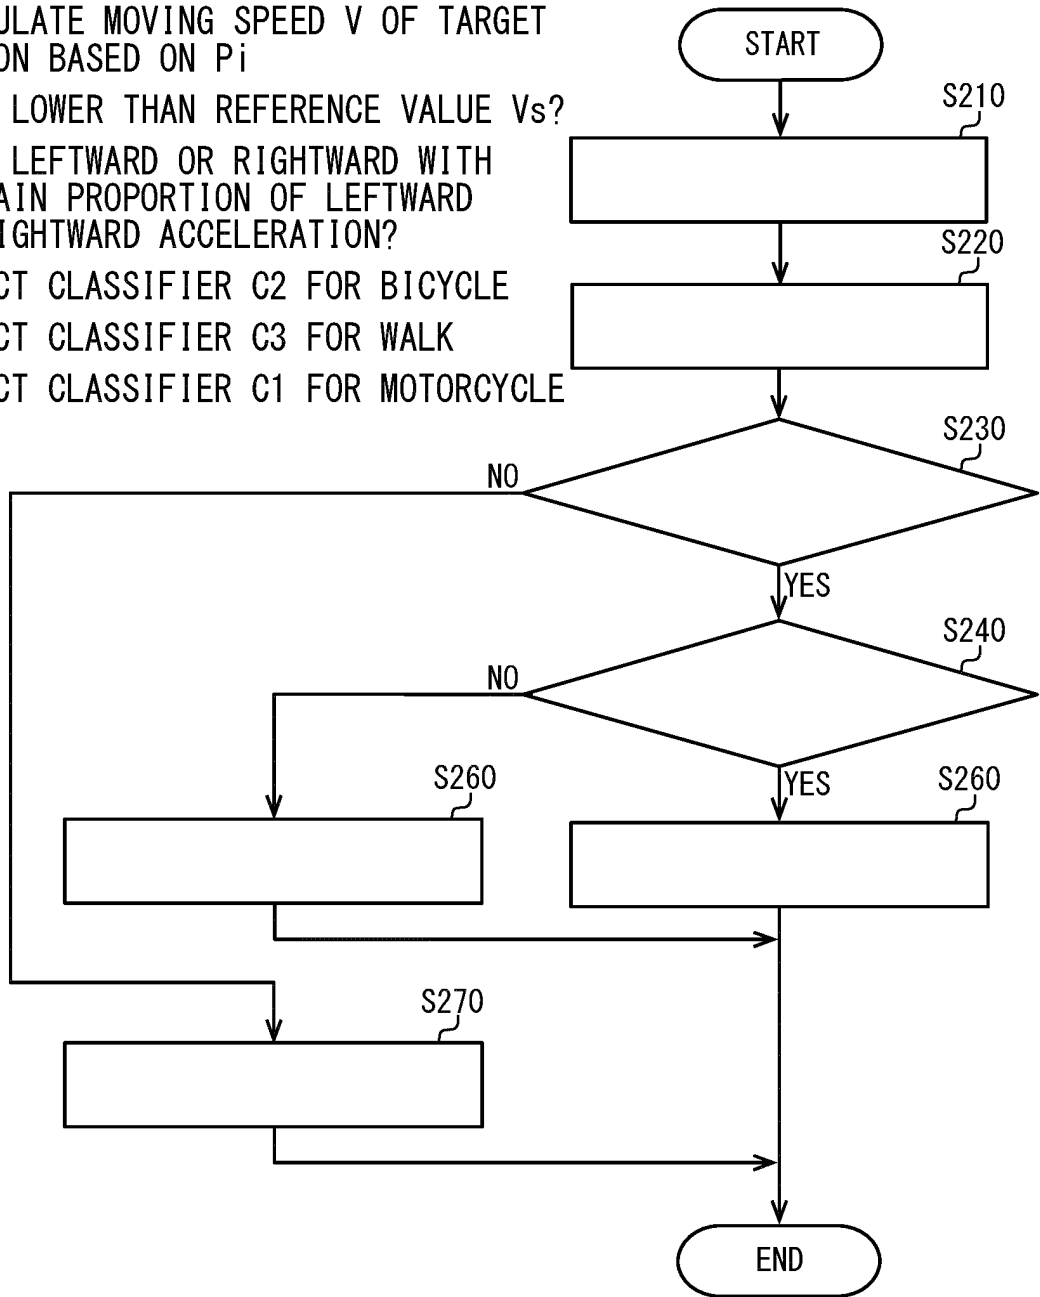 ULATE MOVING SPEED V OF TARGET
ON BASED ON Pi
LOWER THAN REFERENCE VALUE Vs?
LEFTWARD OR RIGHTWARD WITH
AIN PROPORTION OF LEFTWARD
IGHTWARD ACCELERATION?
CT CLASSIFIER C2 FOR BICYCLE
CT CLASSIFIER C3 FOR WALK
CT CLASSIFIER C1 FOR MOTORCYCLE
START
S210
S220
S230
NO
YES
S240
NO
YES
S260
S260
S270
END